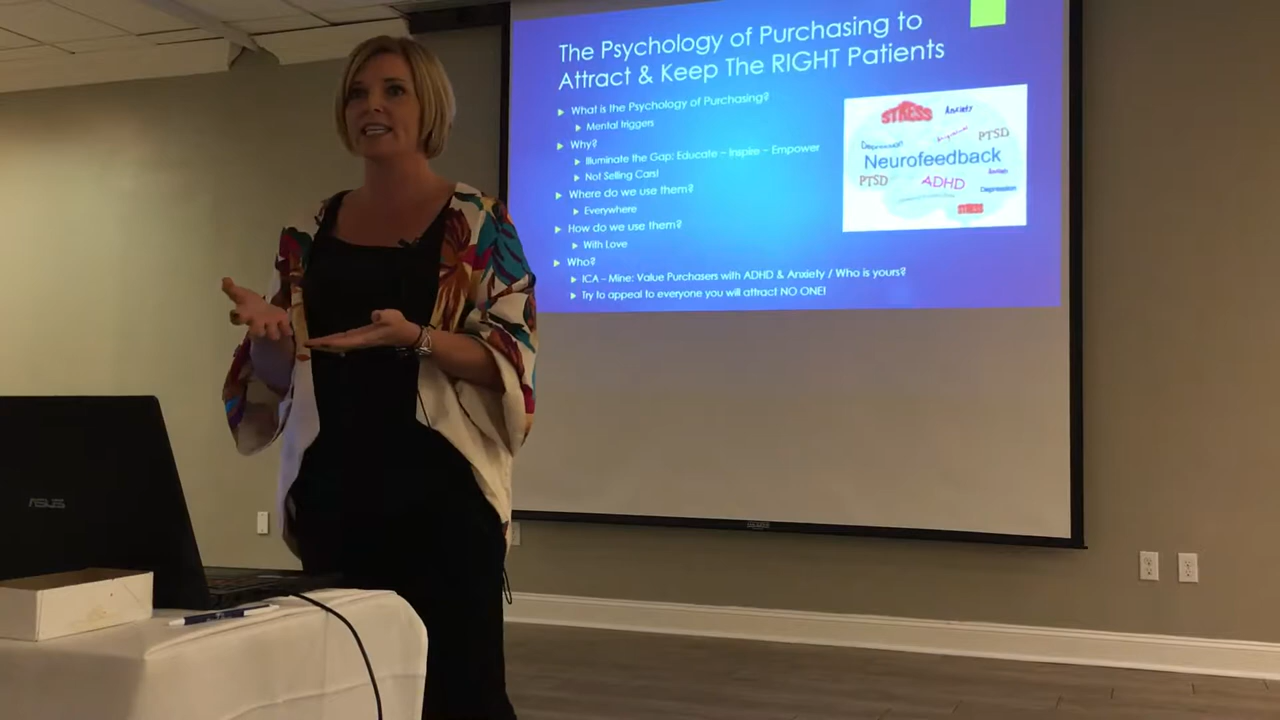 The Psychology of Purchasing to
Attract & Keep The RIGHT Patients
What is the Psychology of Purchasing?
Mental triggers
Why?
Illuminate the Gap: Educate – Inspire – Empower
Not Selling Cars!
Where do we use them?
Everywhere
How do we use them?
With Love
Who?
ICA – Mine: Value Purchasers with ADHD & Anxiety / Who is yours?
Try to appeal to everyone you will attract NO ONE!
STRESS Anxiety
Depression PTSD
Neurofeedback
PTSD ADHD
Depression
STRESS
ASUS